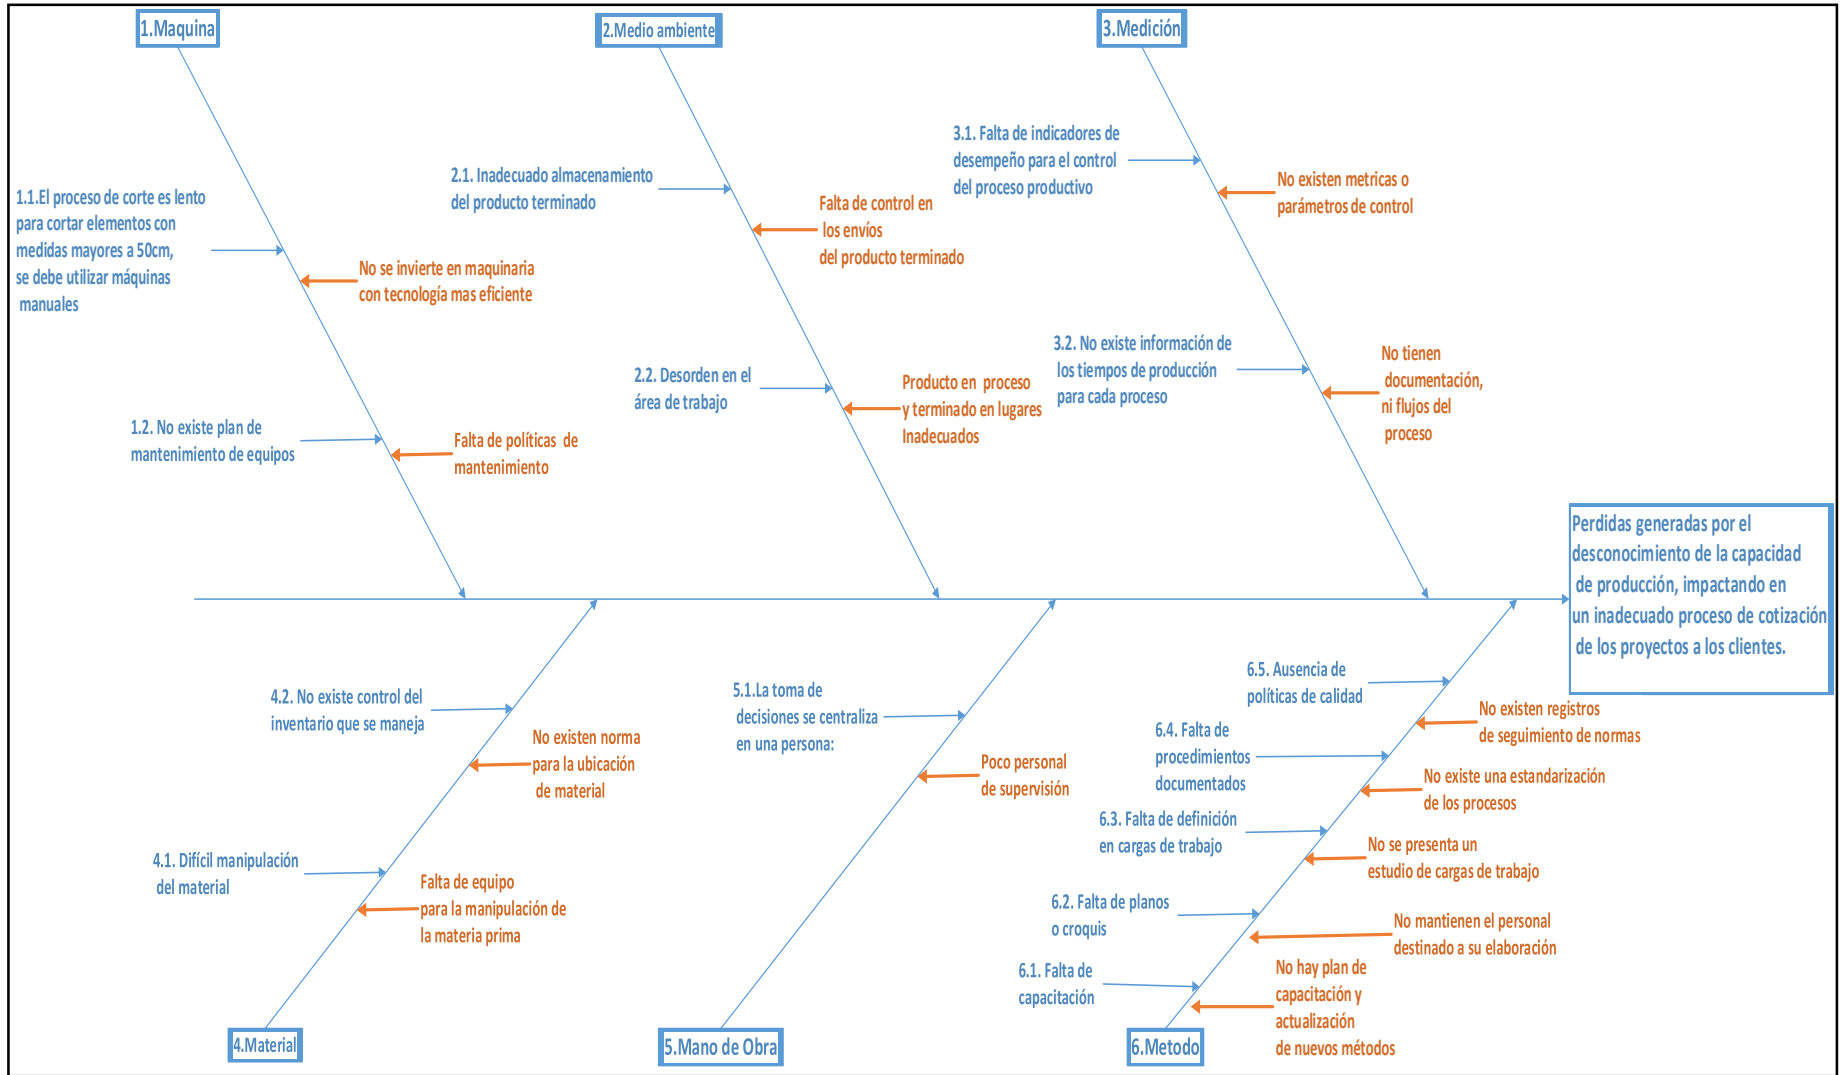 1.Maquina
2.Medio ambiente
3.Medición
1.1.El proceso de corte es lento
para cortar elementos con
medidas mayores a 50cm,
se debe utilizar máquinas
manuales
No se invierte en maquinaria
con tecnología mas eficiente
1.2. No existe plan de
mantenimiento de equipos
Falta de políticas de
mantenimiento
2.1. Inadecuado almacenamiento
del producto terminado
Falta de control en
los envíos
del producto terminado
2.2. Desorden en el
área de trabajo
Producto en proceso
y terminado en lugares
Inadecuados
3.1. Falta de indicadores de
desempeño para el control
del proceso productivo
No existen metricas o
parámetros de control
3.2. No existe información de
los tiempos de producción
para cada proceso
No tienen
documentación,
ni flujos del
proceso
Perdidas generadas por el
desconocimiento de la capacidad
de producción, impactando en
un inadecuado proceso de cotización
de los proyectos a los clientes.
4.2. No existe control del
inventario que se maneja
No existen norma
para la ubicación
de material
4.1. Difícil manipulación
del material
Falta de equipo
para la manipulación de
la materia prima
4.Material
5.1.La toma de
decisiones se centraliza
en una persona:
Poco personal
de supervisión
5.Mano de Obra
6.5. Ausencia de
políticas de calidad
No existen registros
de seguimiento de normas
6.4. Falta de
procedimientos
documentados
No existe una estandarización
de los procesos
6.3. Falta de definición
en cargas de trabajo
No se presenta un
estudio de cargas de trabajo
6.2. Falta de planos
o croquis
No mantienen el personal
destinado a su elaboración
6.1. Falta de
capacitación
No hay plan de
capacitación y
actualización
de nuevos métodos
6.Metodo